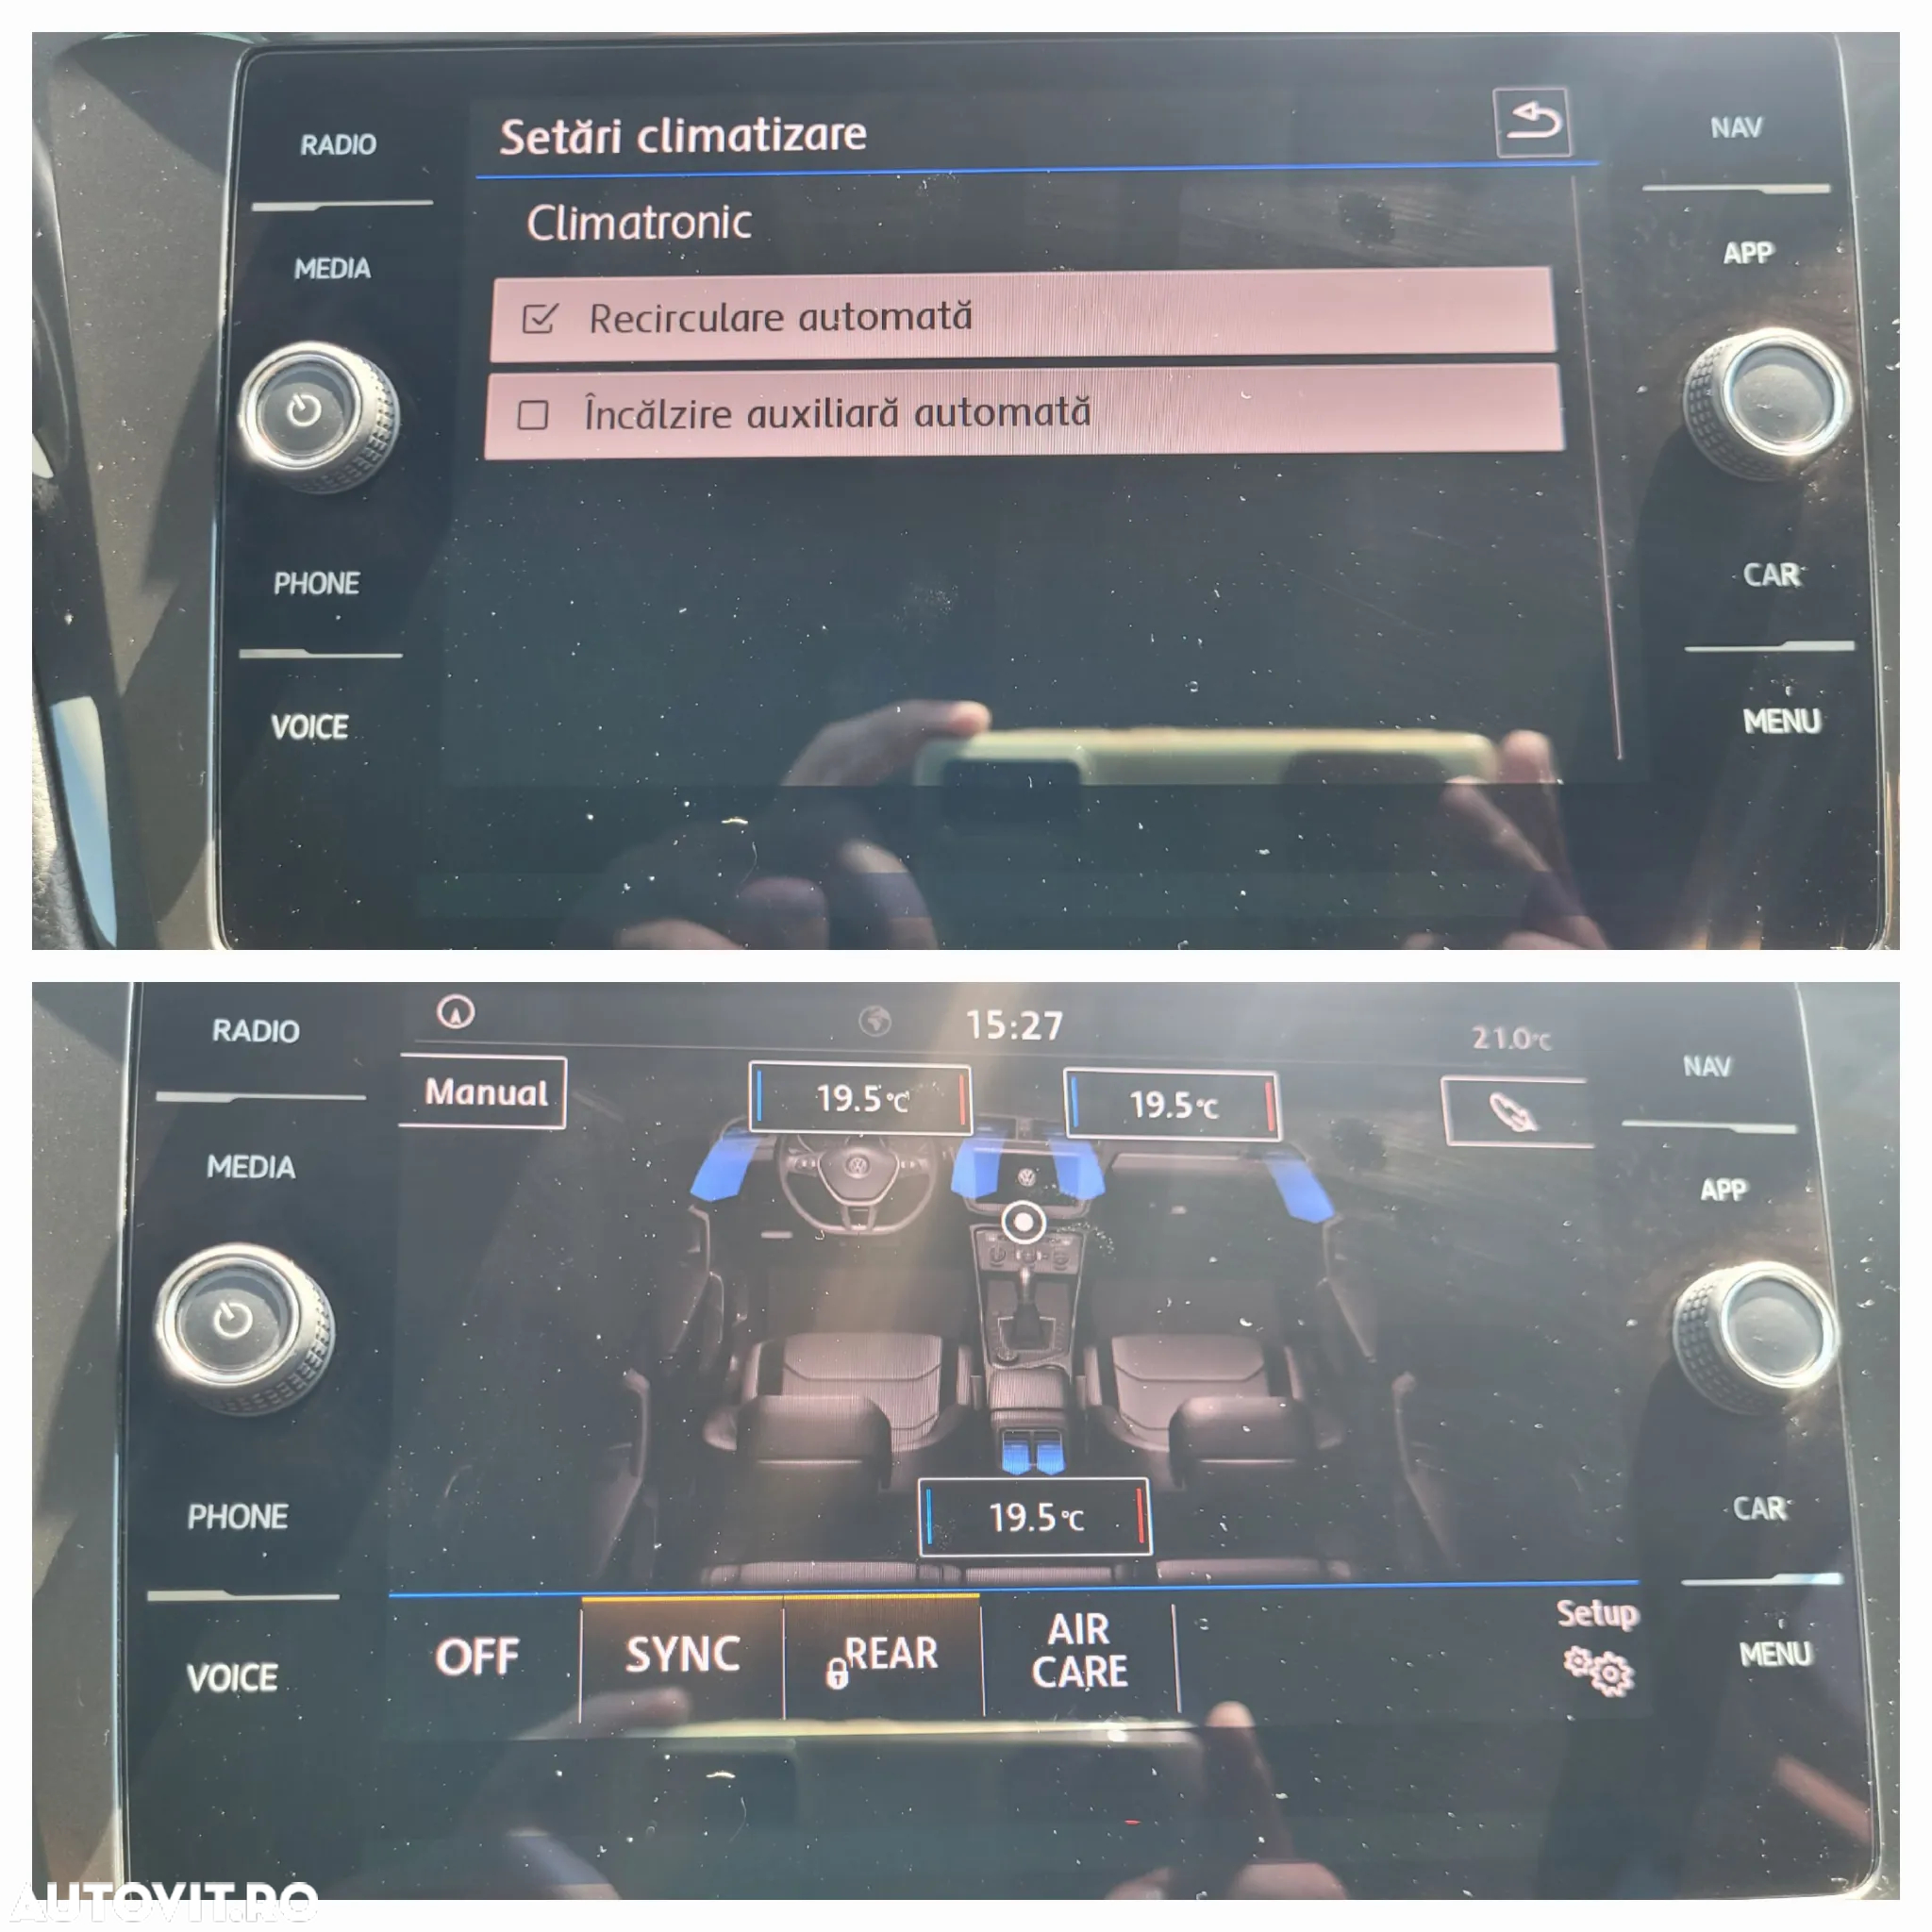 RADIO
Setări climatizare
NAV
MEDIA
Climatronic
APP
Recirculare automată
Încălzire auxiliară automată
PHONE
CAR
VOICE
MENU
RADIO
15:27
21.0°C
NAV
Manual
19.5°C
19.5°C
MEDIA
APP
PHONE
19.5°C
CAR
OFF
SYNC
REAR
AIR
CARE
Setup
VOICE
MENU
AUTOVIT.RO